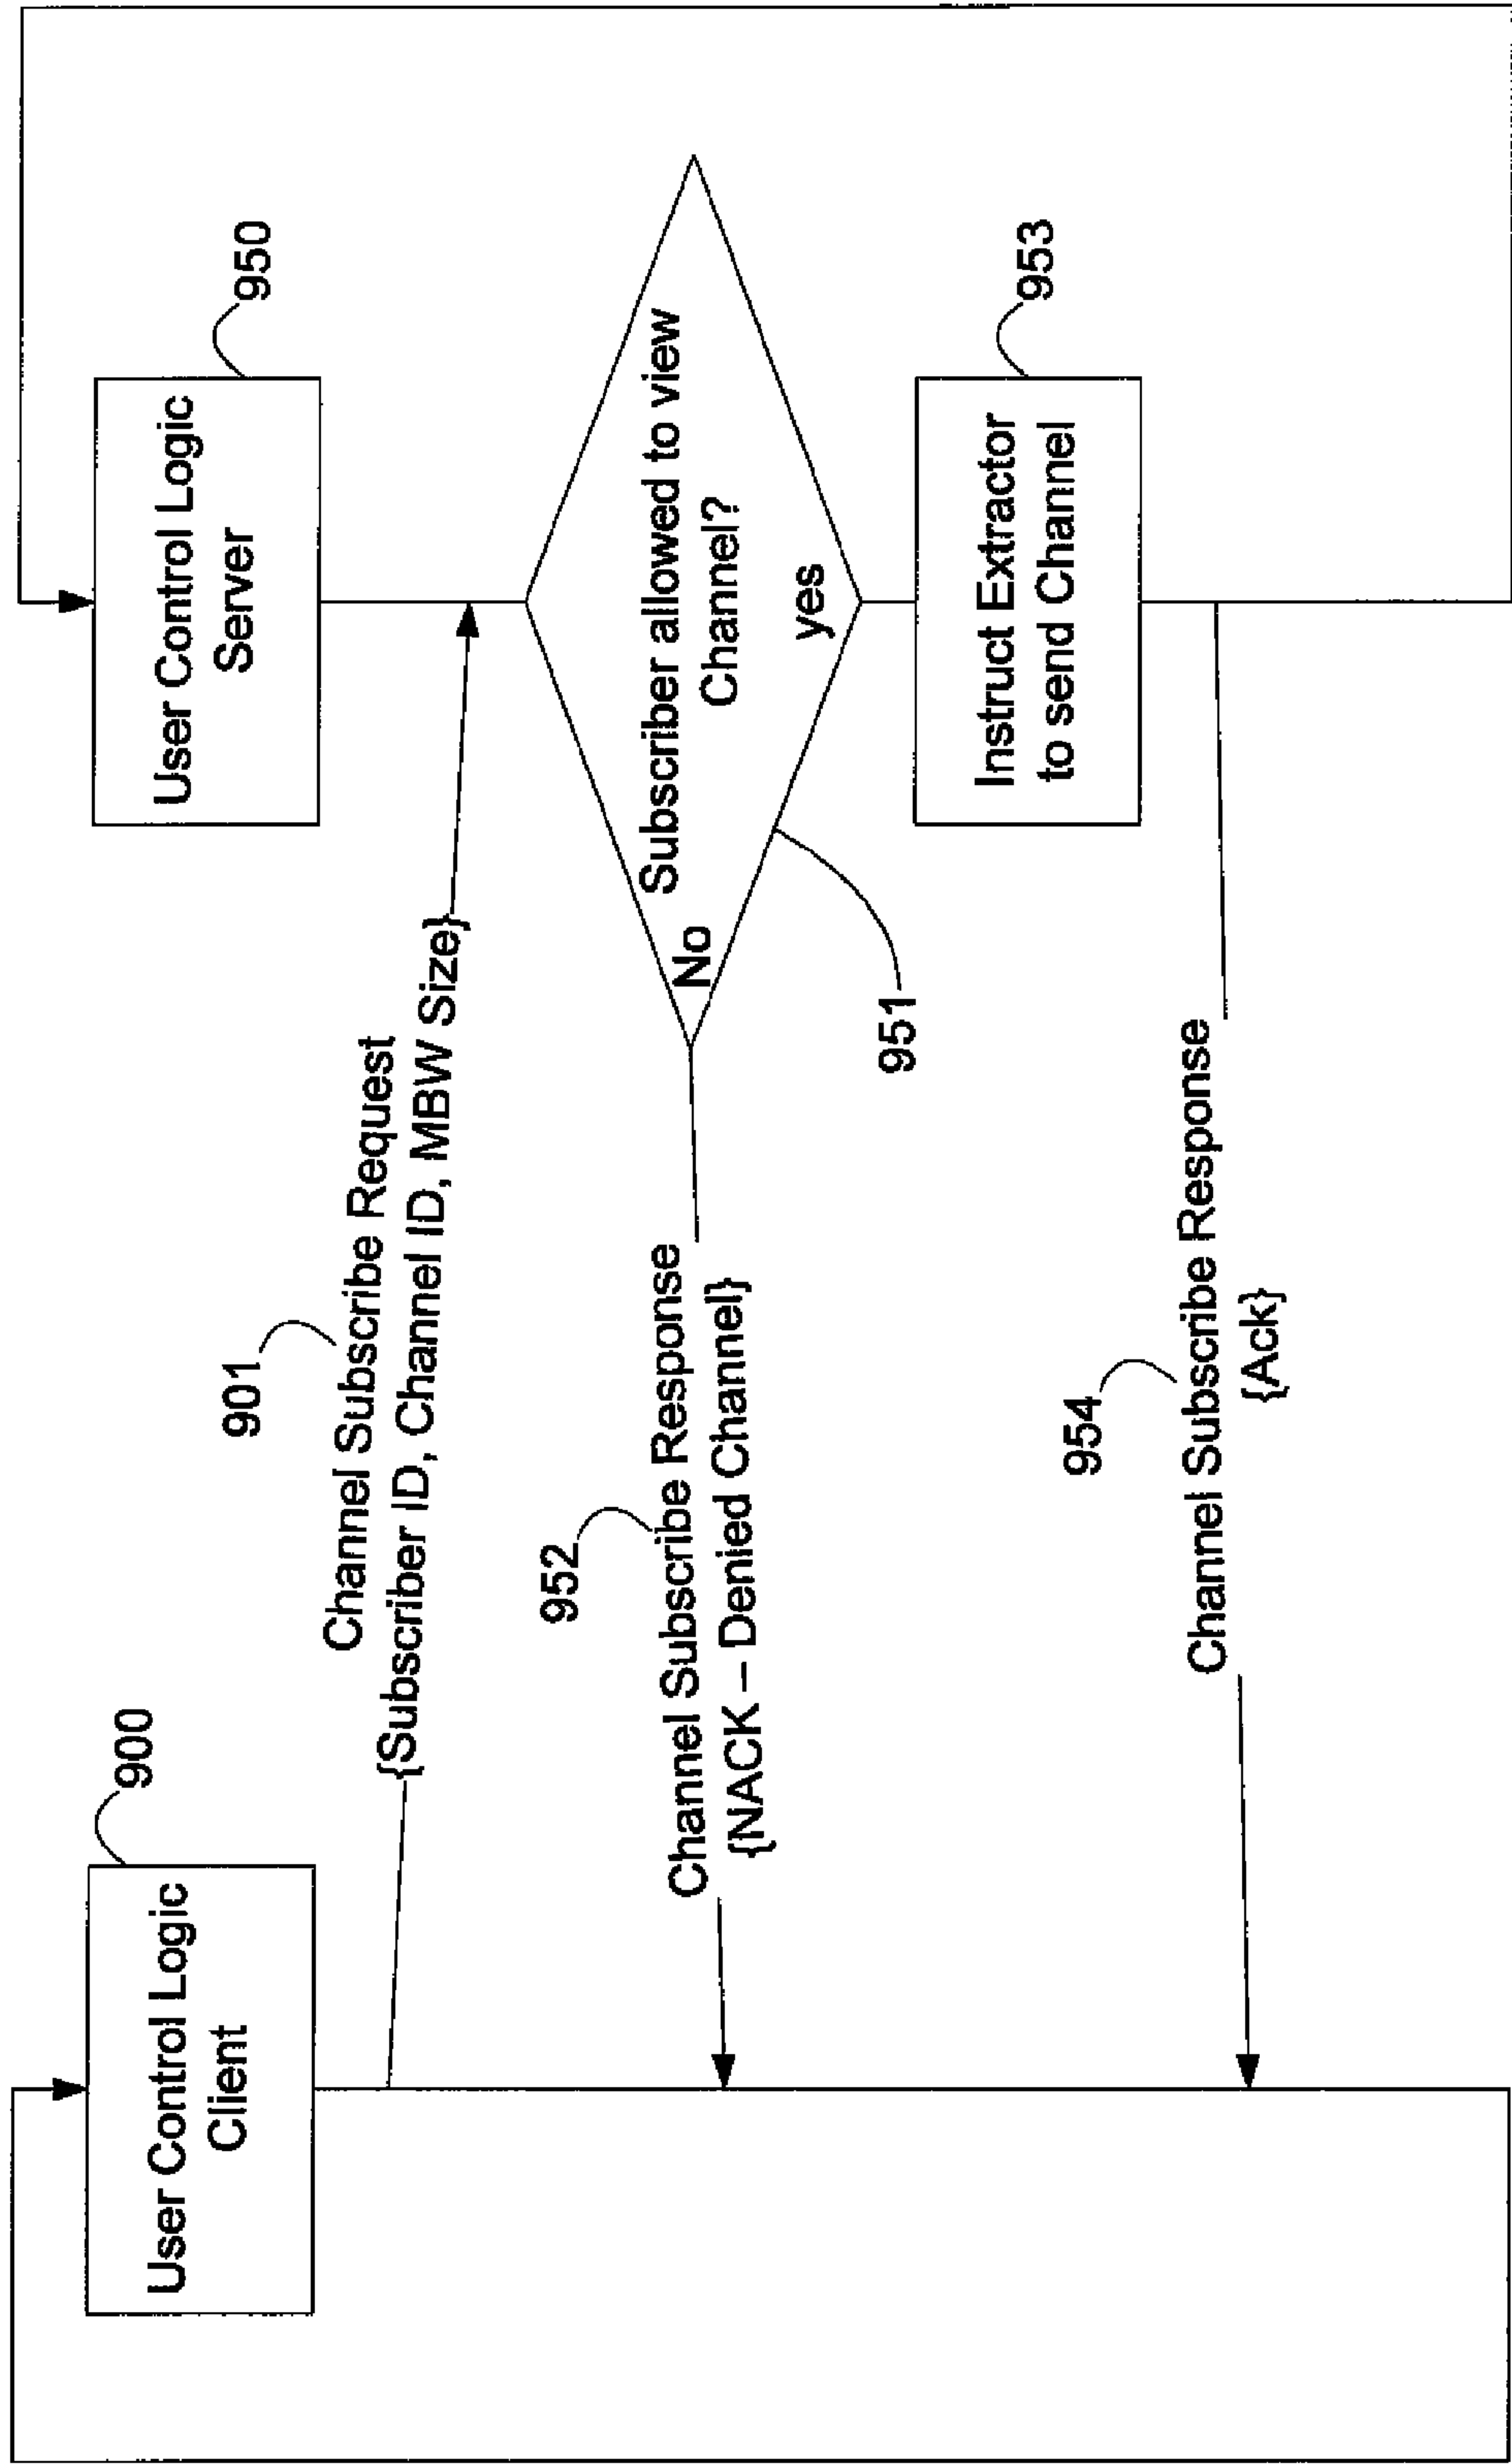 900
User Control Logic
Client
950
User Control Logic
Server
901
Channel Subscribe Request
{Subscriber ID, Channel ID, MBW Size}
Subscriber allowed to view
Channel?
No
yes
951
952
Channel Subscribe Response
{NACK – Denied Channel}
953
Instruct Extractor
to send Channel
954
Channel Subscribe Response
{Ack}